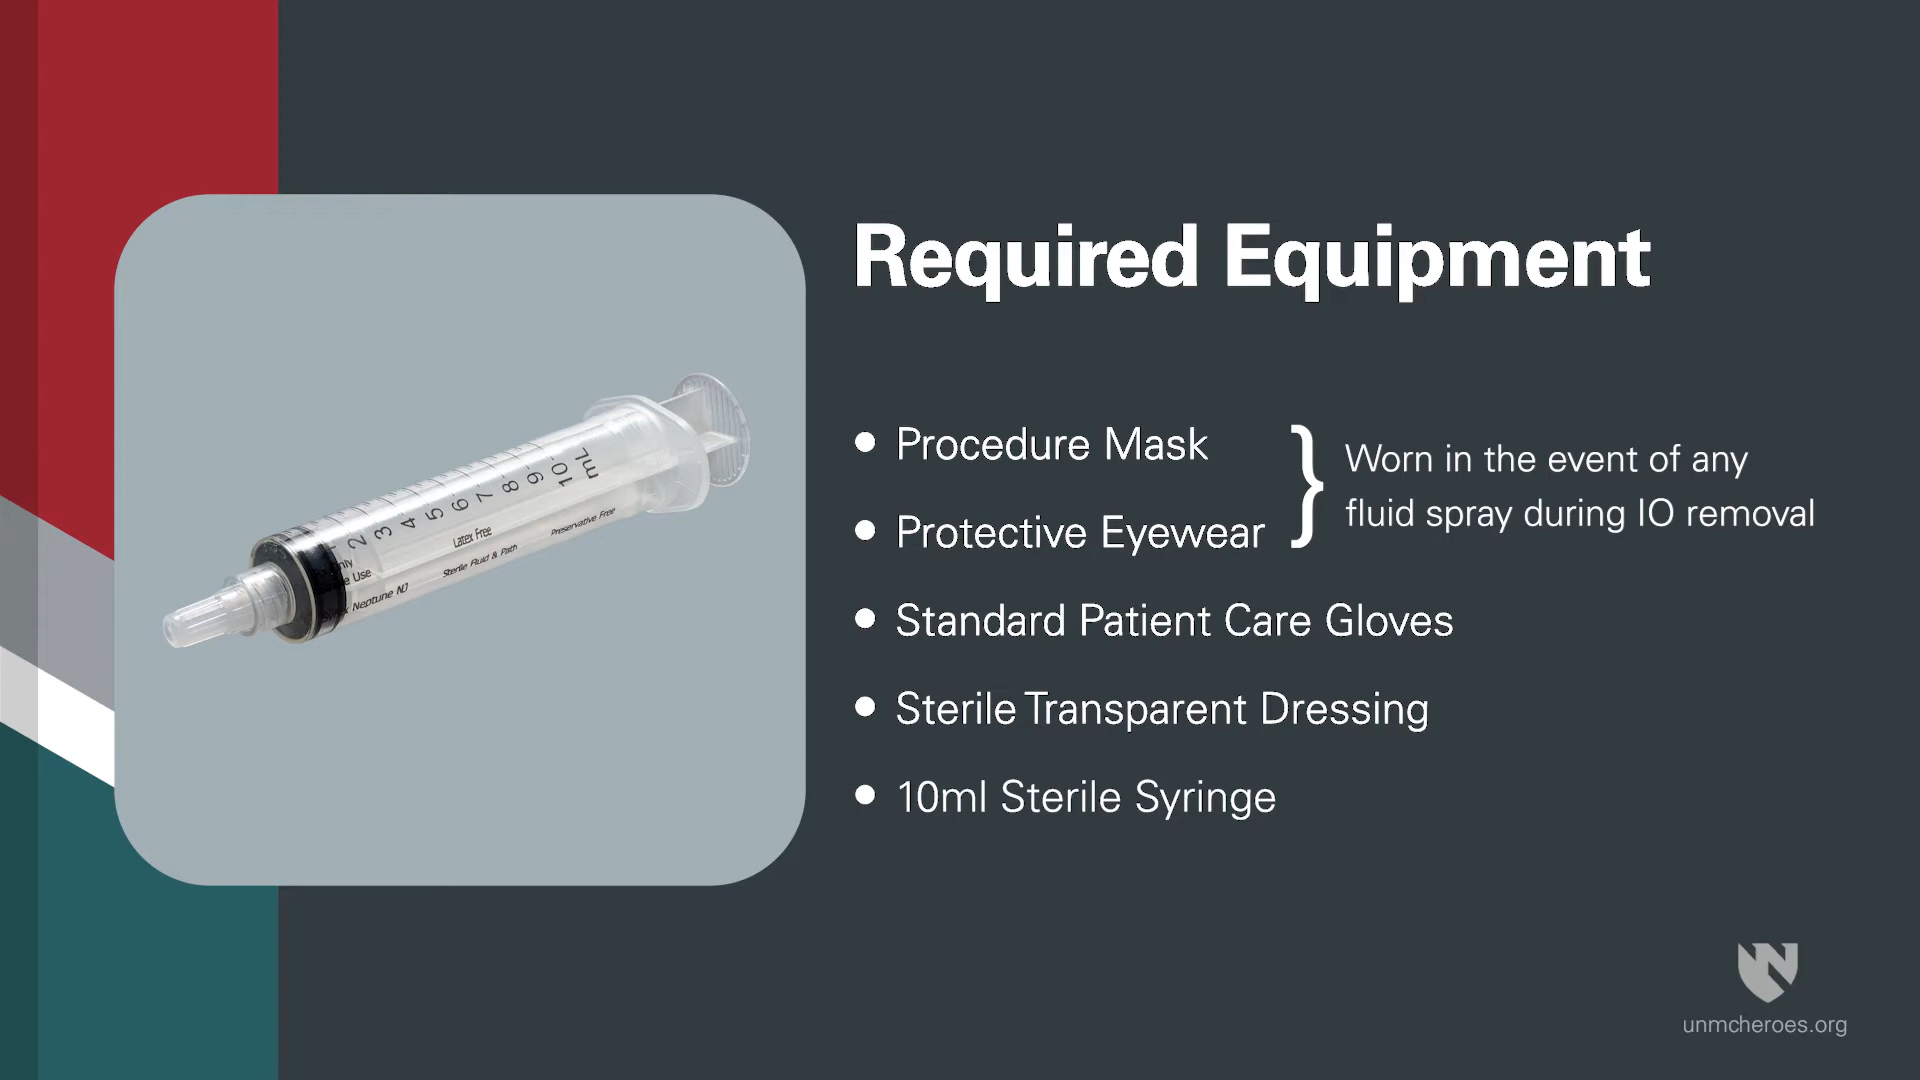 Required Equipment
Procedure Mask
Protective Eyewear
Worn in the event of any
fluid spray during IO removal
Standard Patient Care Gloves
Sterile Transparent Dressing
10ml Sterile Syringe
2 3 4 5 6 7 8 9 10 mL
Latex Free
Sterile Fluid & Path
Preservative Free
Use
Neptune NJ
N
unmcheroes.org